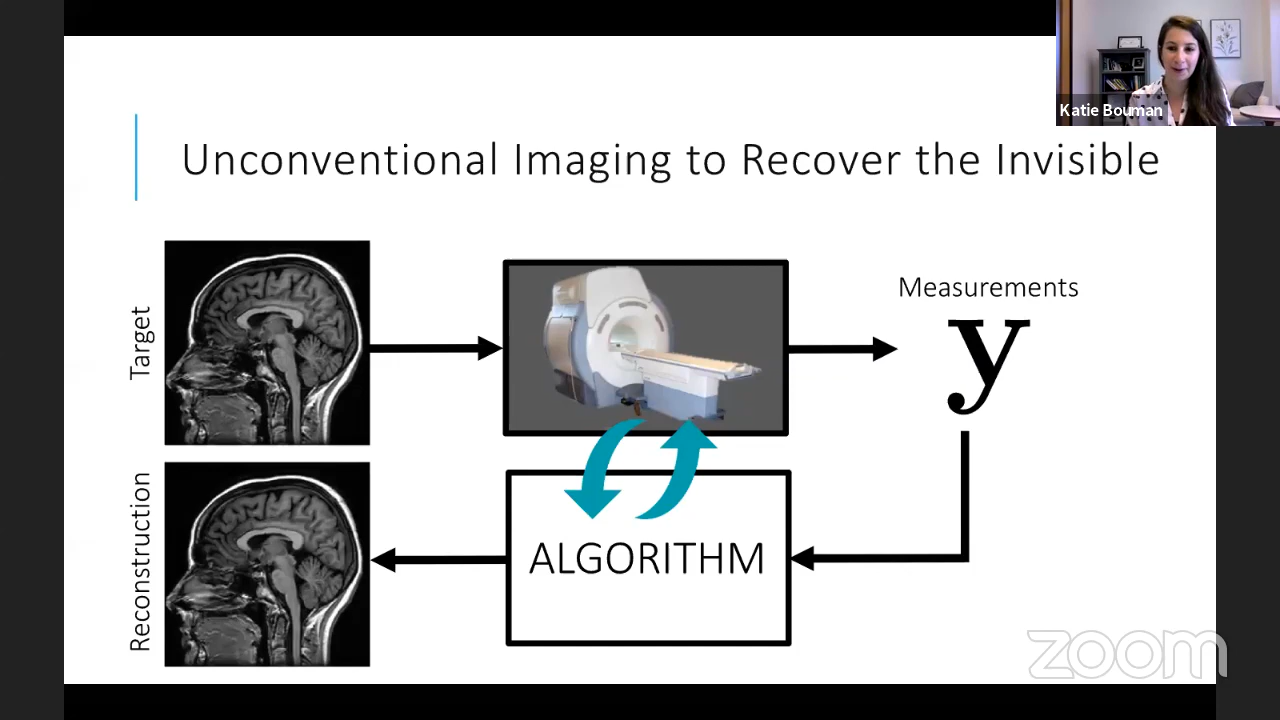 Katie Bouman
Unconventional Imaging to Recover the Invisible
Target
Measurements
y
Reconstruction
ALGORITHM
zoom